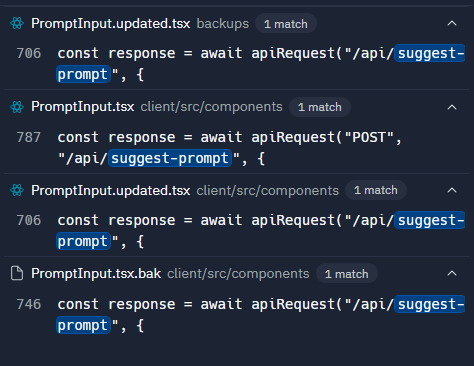 PromptInput.updated.tsx backups 1 match
706 const response = await apiRequest("/api/suggest-
prompt", {
PromptInput.tsx client/src/components 1 match
787 const response = await apiRequest("POST",
"/api/suggest-prompt", {
PromptInput.updated.tsx client/src/components 1 match
706 const response = await apiRequest("/api/suggest-
prompt", {
PromptInput.tsx.bak client/src/components 1 match
746 const response = await apiRequest("/api/suggest-
prompt", {